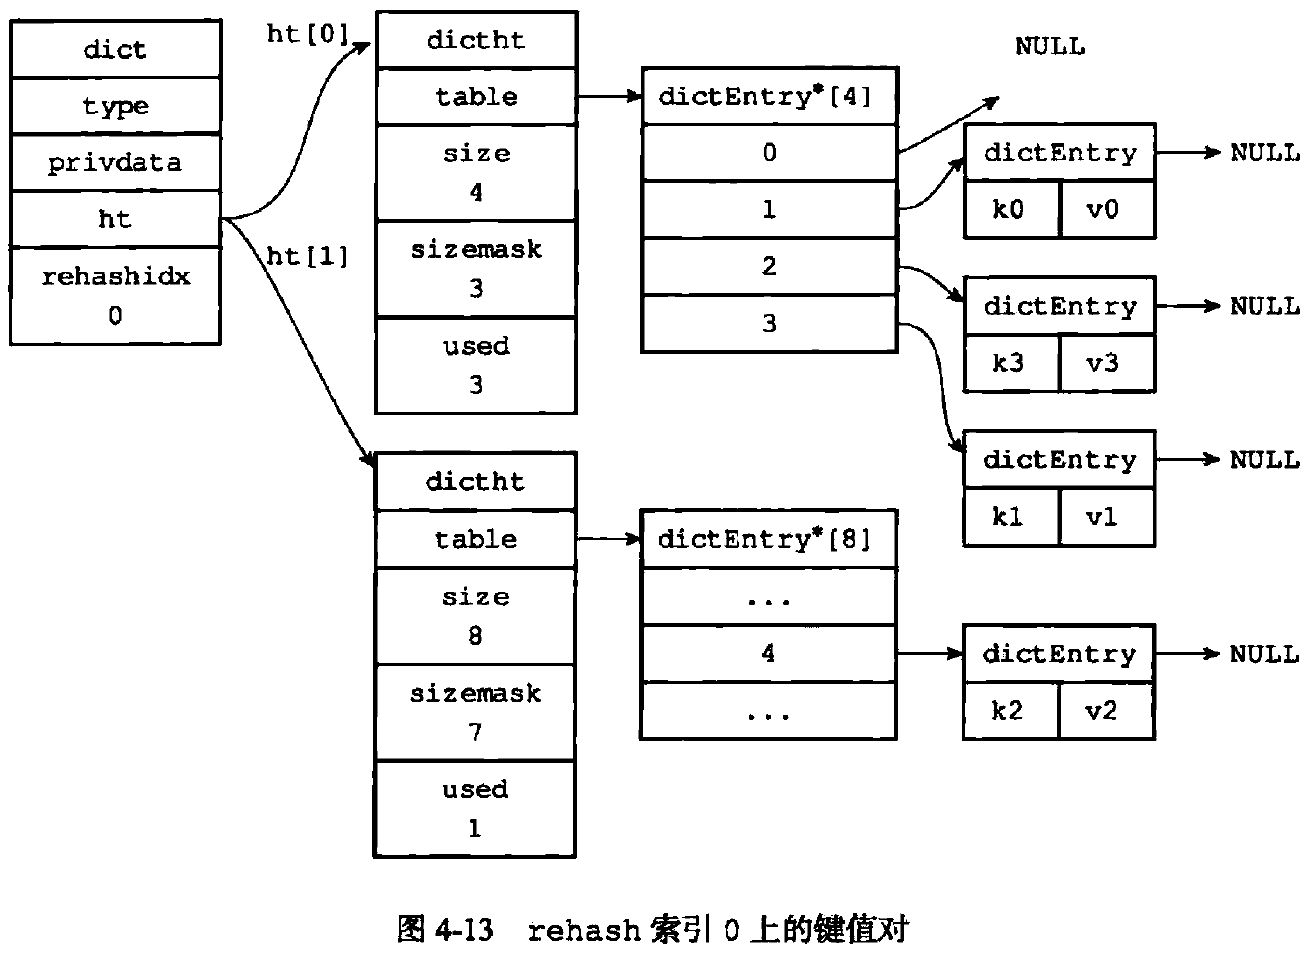 dict
type
privdata
ht
rehashidx
0
ht[0]
ht[1]
dictht
table
size
4
sizemask
3
used
3
dictEntry*[4]
0
1
2
3
NULL
dictEntry
NULL
k0 v0
dictEntry
NULL
k3 v3
dictEntry
NULL
k1 v1
dictht
table
size
8
sizemask
7
used
1
dictEntry*[8]
...
4
...
dictEntry
NULL
k2 v2
图 4-13 rehash 索引 0 上的键值对